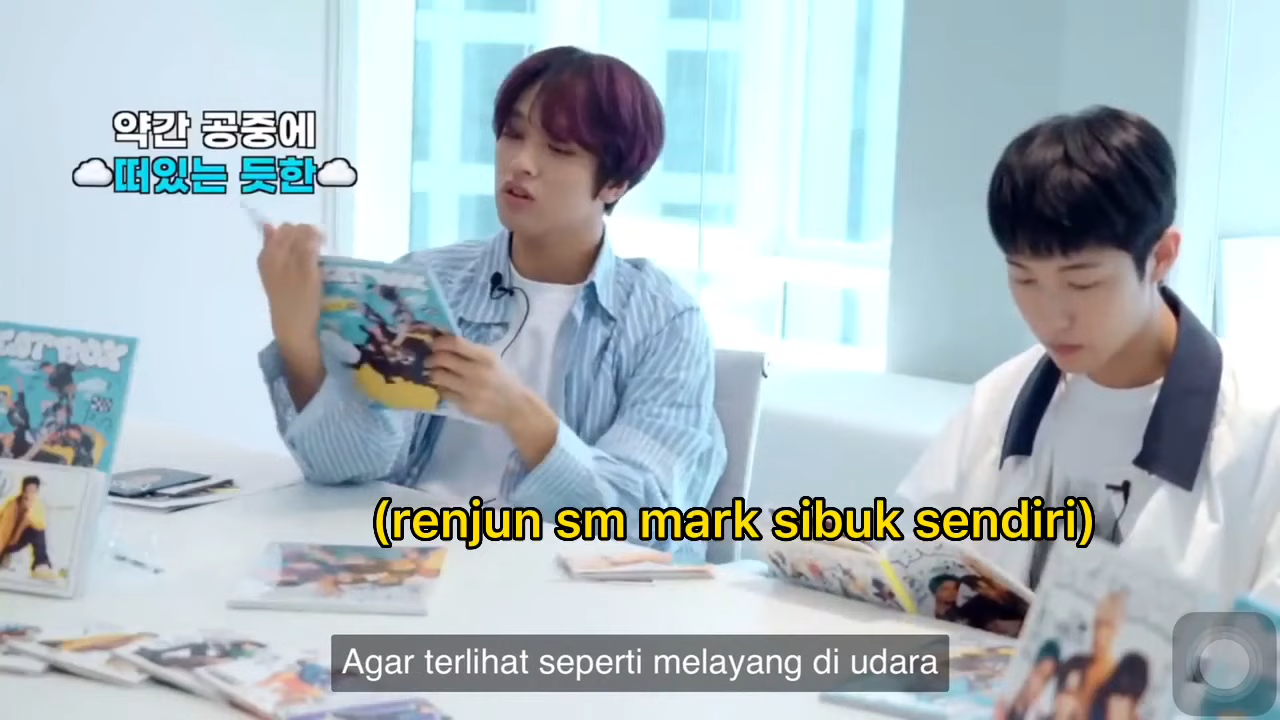 약간 공중에
떠있는 듯한
(renjun sm mark sibuk sendiri)
Agar terlihat seperti melayang di udara